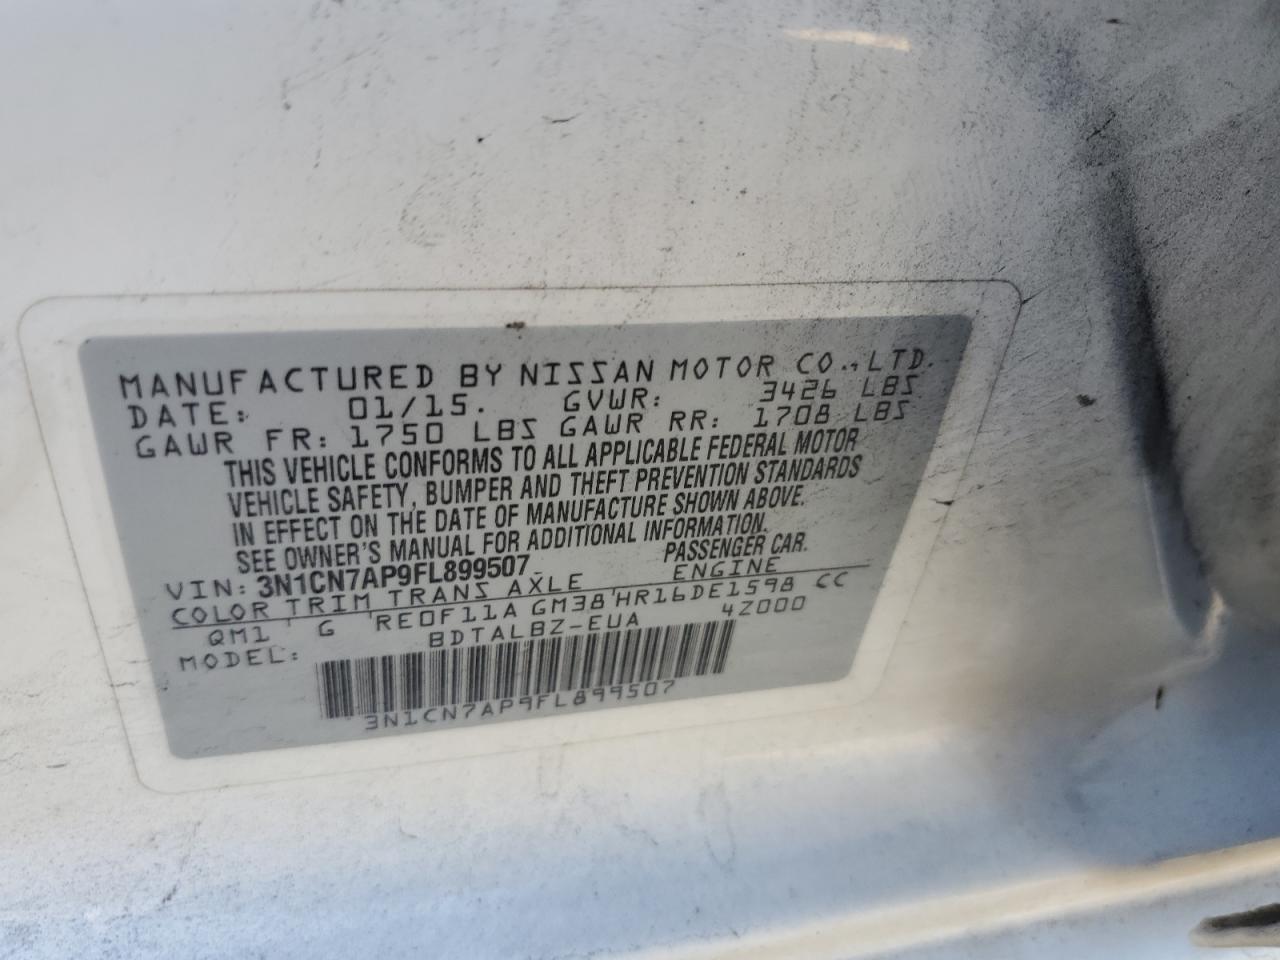 MANUFACTURED BY NISSAN MOTOR CO., LTD.
DATE: 01/15. GVWR: 3426 LBS
GAWR FR: 1750 LBS GAWR RR: 1708 LBS
THIS VEHICLE CONFORMS TO ALL APPLICABLE FEDERAL MOTOR
VEHICLE SAFETY, BUMPER AND THEFT PREVENTION STANDARDS
IN EFFECT ON THE DATE OF MANUFACTURE SHOWN ABOVE.
SEE OWNER'S MANUAL FOR ADDITIONAL INFORMATION.
VIN: 3N1CN7AP9FL899507 PASSENGER CAR.
COLOR TRIM TRANS AXLE ENGINE
QM1 G RE0F11A GM38 HR16DE1598 CC
MODEL: BDTALBZ-EUA 4Z000
3N1CN7AP9FL899507